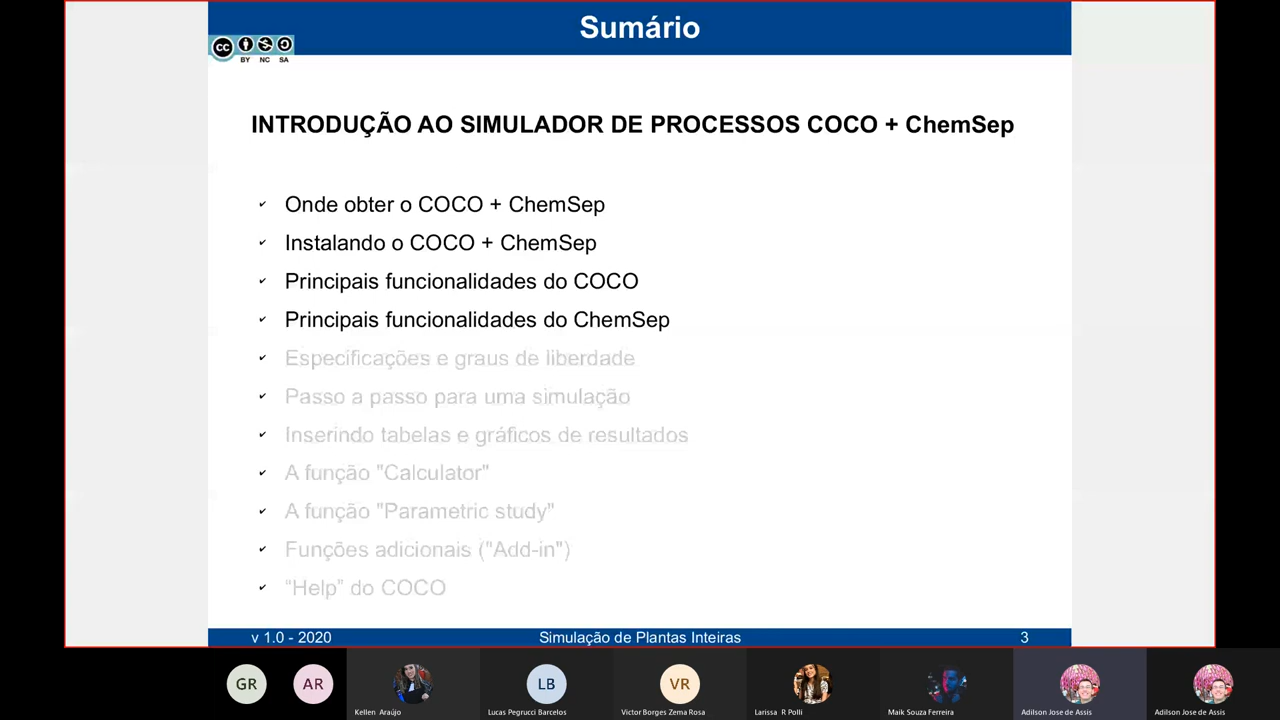 Sumário
cc
BY NC SA
INTRODUÇÃO AO SIMULADOR DE PROCESSOS COCO + ChemSep
✓ Onde obter o COCO + ChemSep
✓ Instalando o COCO + ChemSep
✓ Principais funcionalidades do COCO
✓ Principais funcionalidades do ChemSep
✓ Especificações e graus de liberdade
✓ Passo a passo para uma simulação
✓ Inserindo tabelas e gráficos de resultados
✓ A função "Calculator"
✓ A função "Parametric study"
✓ Funções adicionais ("Add-in")
✓ “Help” do COCO
v 1.0 - 2020 Simulação de Plantas Inteiras 3
GR AR LB VR
Kellen Araújo Lucas Pegrucci Barcelos Victor Borges Zema Rosa Larissa R Polli Maik Souza Ferreira Adilson Jose de Assis Adilson Jose de Assis